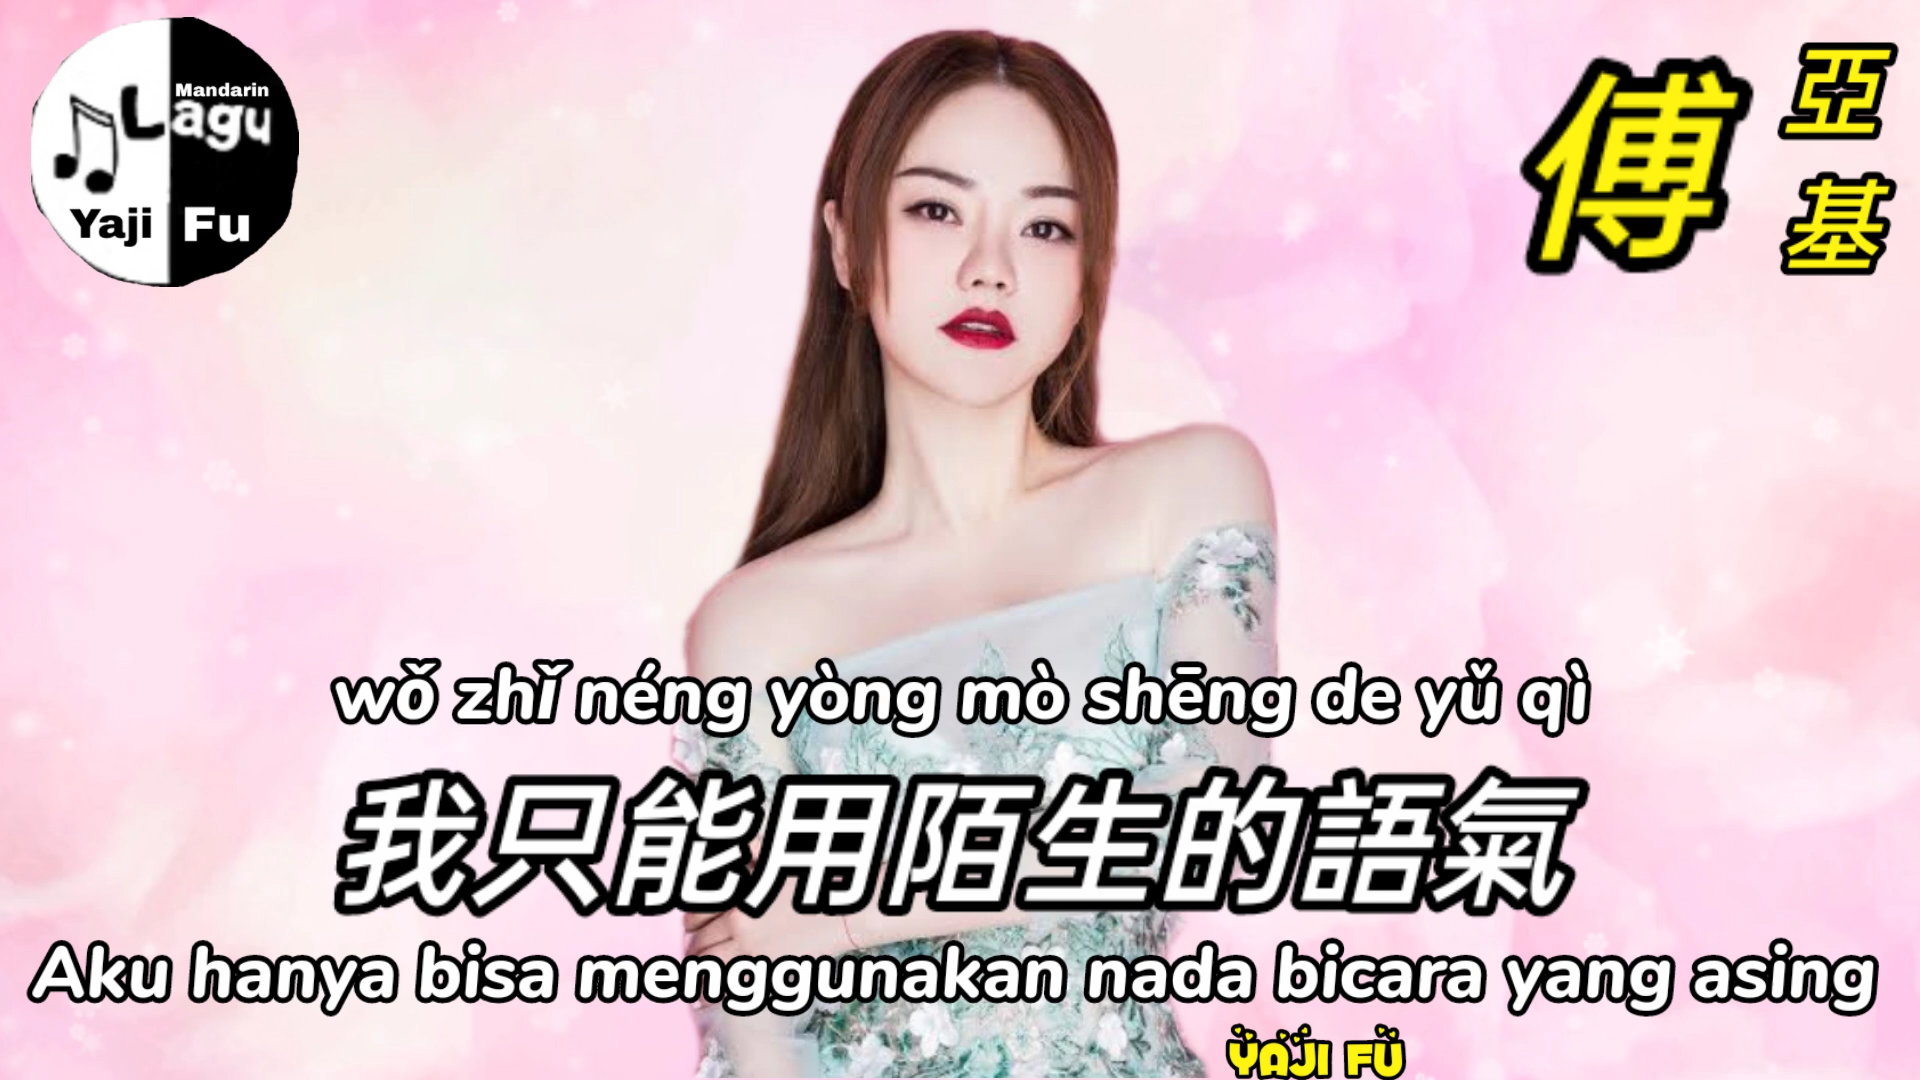 Mandarin
Lagu
Yaji Fu
傅
亞
基
wǒ zhǐ néng yòng mò shēng de yǔ qì
我只能用陌生的語氣
Aku hanya bisa menggunakan nada bicara yang asing
YAJI FU